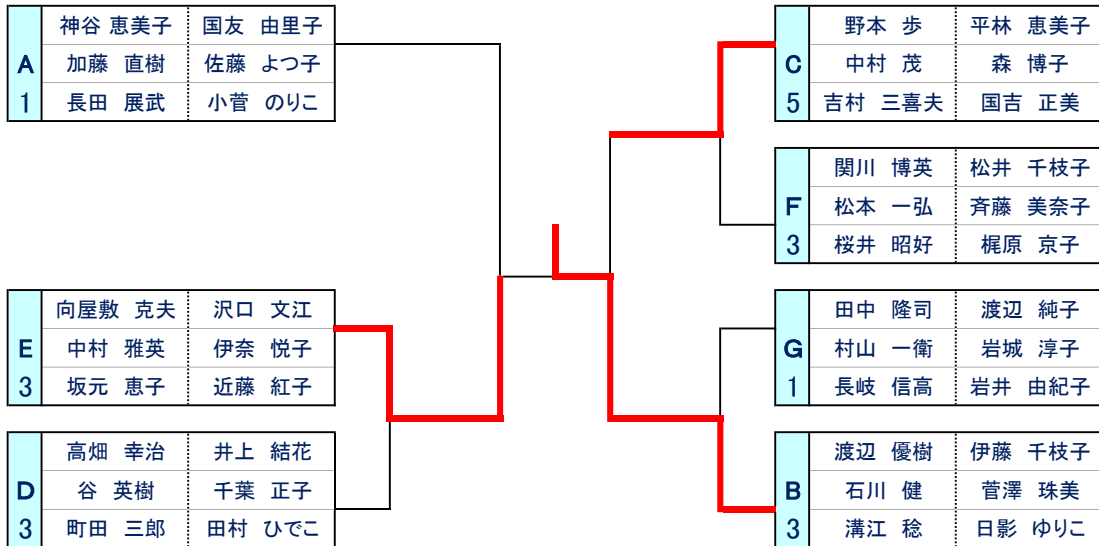 A 1
神谷 恵美子 国友 由里子
加藤 直樹 佐藤 よつ子
長田 展武 小菅 のりこ
E 3
向屋敷 克夫 沢口 文江
中村 雅英 伊奈 悦子
坂元 恵子 近藤 紅子
D 3
高畑 幸治 井上 結花
谷 英樹 千葉 正子
町田 三郎 田村 ひでこ
C 5
野本 歩 平林 恵美子
中村 茂 森 博子
吉村 三喜夫 国吉 正美
F 3
関川 博英 松井 千枝子
松本 一弘 斉藤 美奈子
桜井 昭好 梶原 京子
G 1
田中 隆司 渡辺 純子
村山 一衛 岩城 淳子
長岐 信高 岩井 由紀子
B 3
渡辺 優樹 伊藤 千枝子
石川 健 菅澤 珠美
溝江 稔 日影 ゆりこ